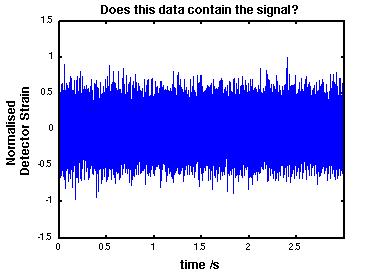 Does this data contain the signal?
1.5
1
0.5
0
-0.5
-1
-1.5
Normalised
Detector Strain
0 0.5 1 1.5 2 2.5
time /s